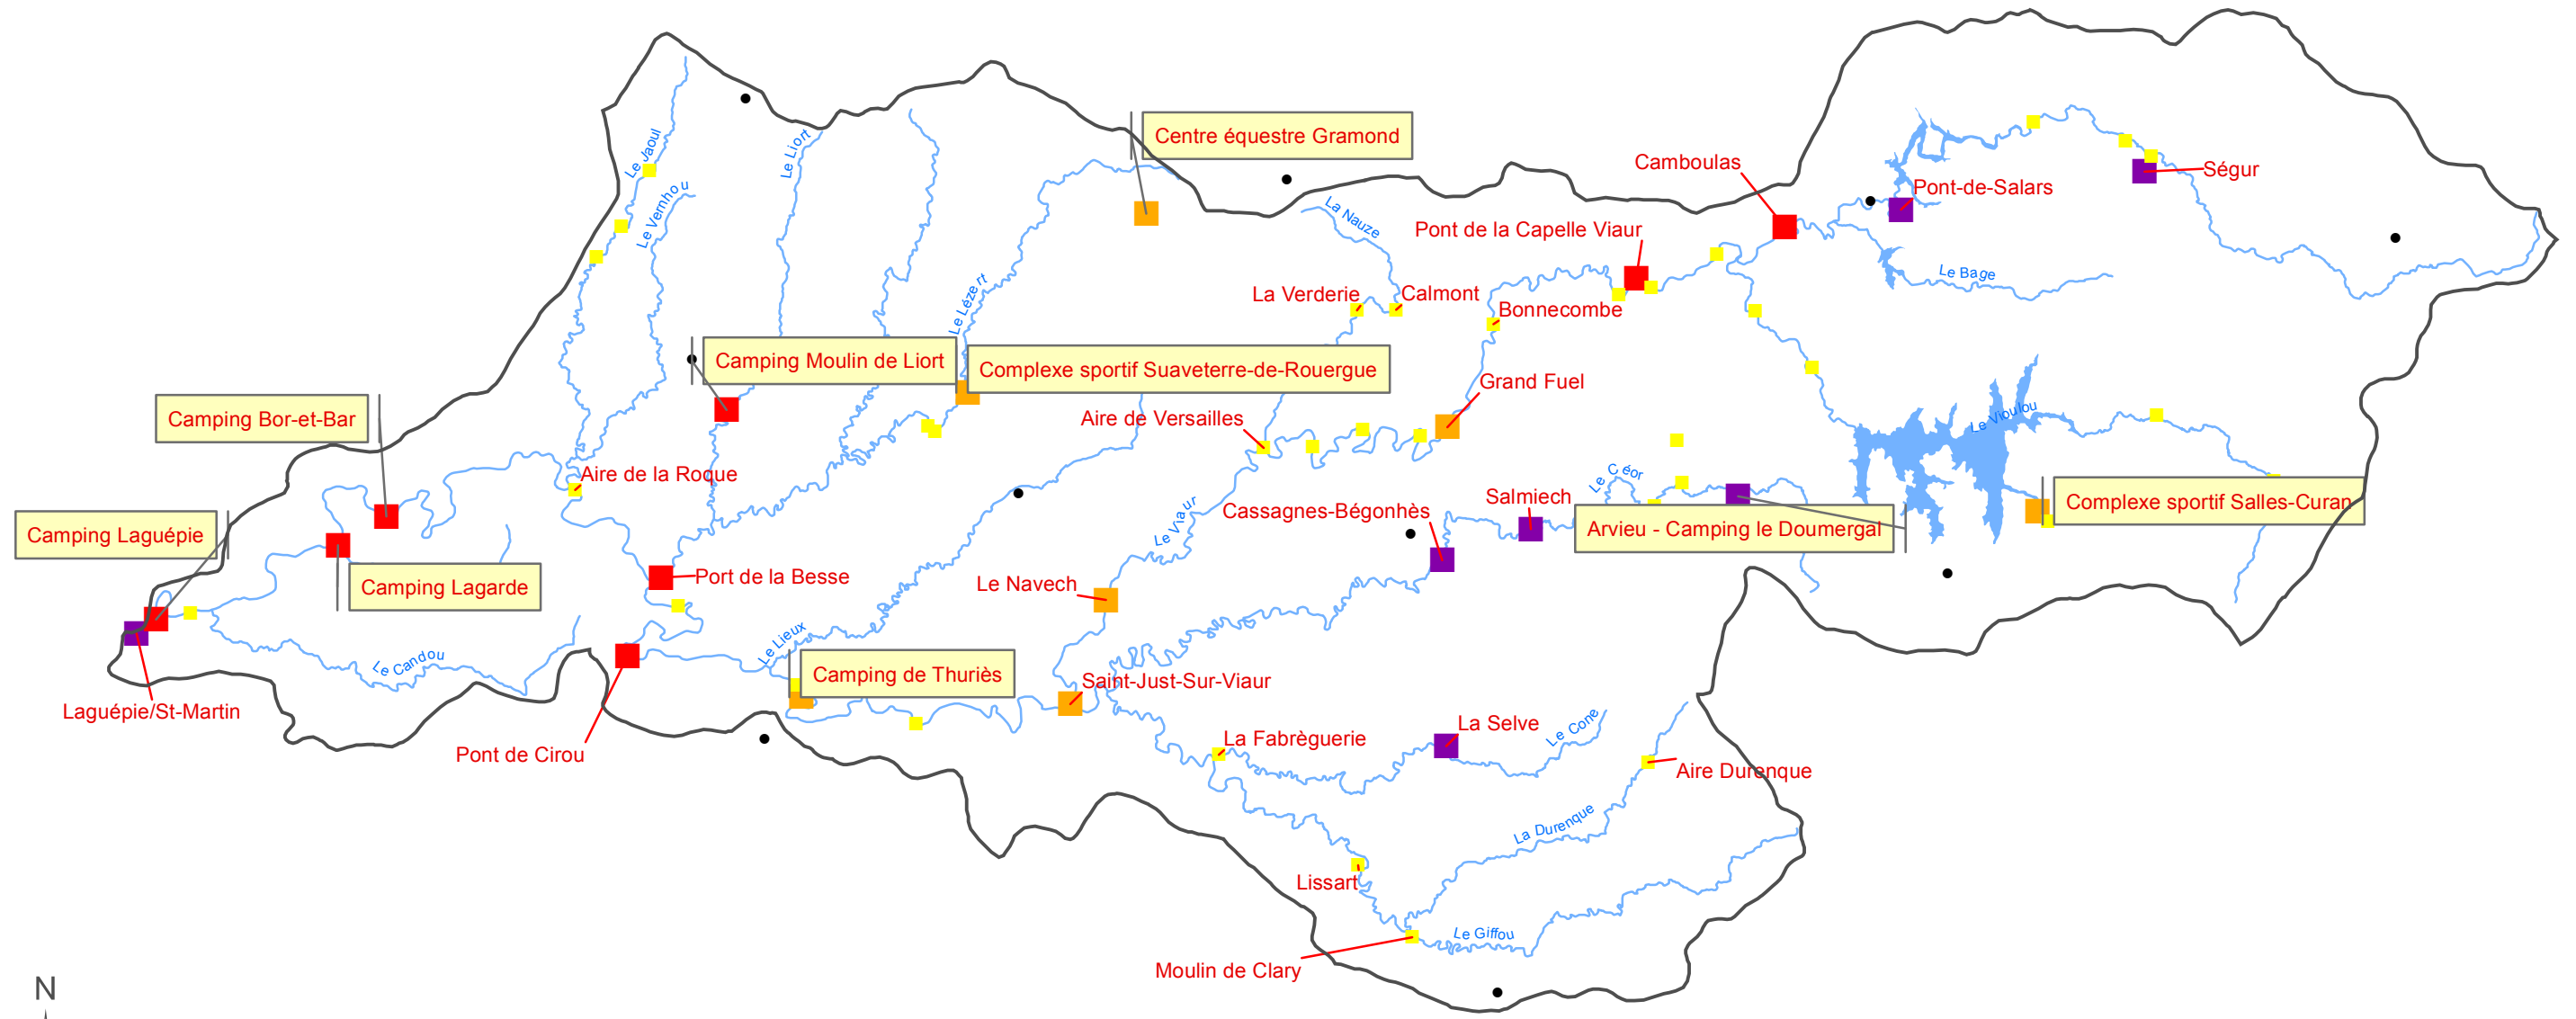 Centre équestre Gramond
Le Jaoul
Le Liort
Camboulas
Ségur
Pont-de-Salars
Le Vernhou
La Nauze
Pont de la Capelle Viaur
Le Bage
Le Lézert
La Verderie
Calmont
Bonnecombe
Camping Moulin de Liort
Complexe sportif Suaveterre-de-Rouergue
Grand Fuel
Camping Bor-et-Bar
Aire de Versailles
Le Vioulou
Aire de la Roque
Le Céor
Salmiech
Complexe sportif Salles-Curan
Cassagnes-Bégonhès
Le Viaur
Camping Laguépie
Arvieu - Camping le Doumergal
Port de la Besse
Camping Lagarde
Le Navech
Le Lieux
Le Candou
Camping de Thuriès
Saint-Just-Sur-Viaur
Laguépie/St-Martin
La Selve
Le Cone
La Fabrèguerie
Pont de Cirou
Aire Durenque
La Durenque
Lissart
Le Giffou
Moulin de Clary
N